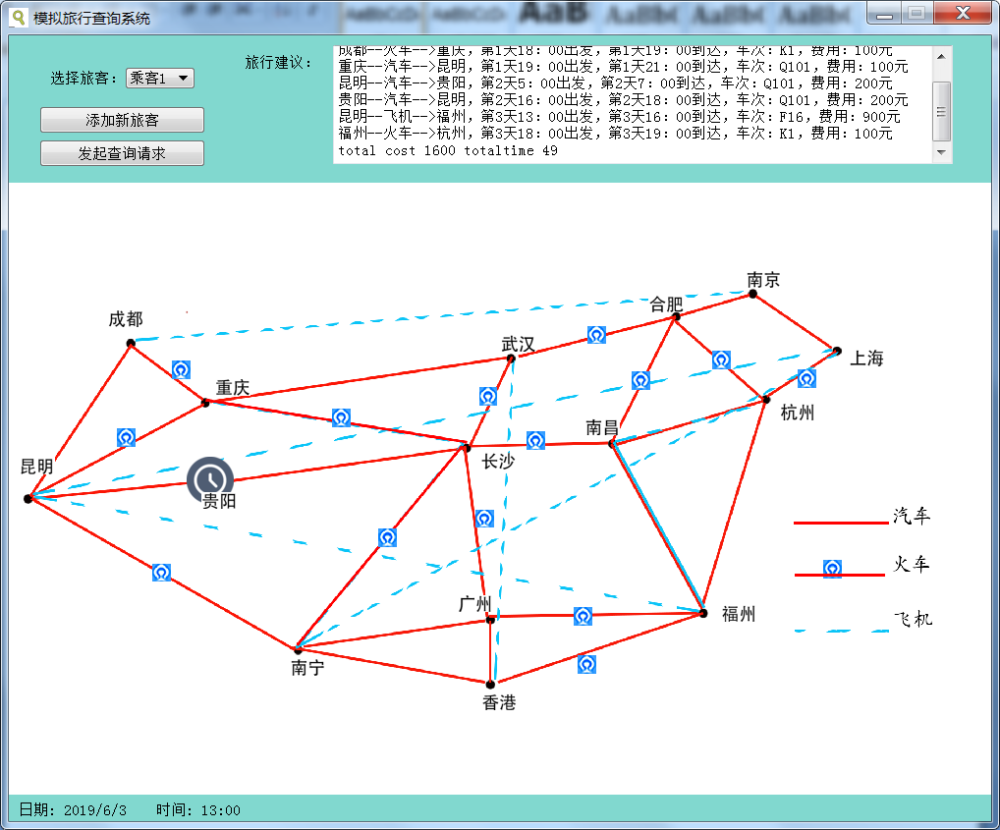 模拟旅行查询系统
选择旅客：
乘客1
添加新旅客
发起查询请求
旅行建议：
成都--火车-->重庆，第1天18：00出发，第1天19：00到达，车次：K1，费用：100元
重庆--汽车-->昆明，第1天19：00出发，第1天21：00到达，车次：Q101，费用：100元
昆明--汽车-->贵阳，第2天5：00出发，第2天7：00到达，车次：Q101，费用：200元
贵阳--汽车-->昆明，第2天16：00出发，第2天18：00到达，车次：Q101，费用：200元
昆明--飞机-->福州，第3天13：00出发，第3天16：00到达，车次：F16，费用：900元
福州--火车-->杭州，第3天18：00出发，第3天19：00到达，车次：K1，费用：100元
total cost 1600 totaltime 49
南京
合肥
成都
武汉
上海
重庆
杭州
南昌
长沙
昆明
贵阳
汽车
火车
广州
福州
飞机
南宁
香港
日期：2019/6/3 时间：13:00